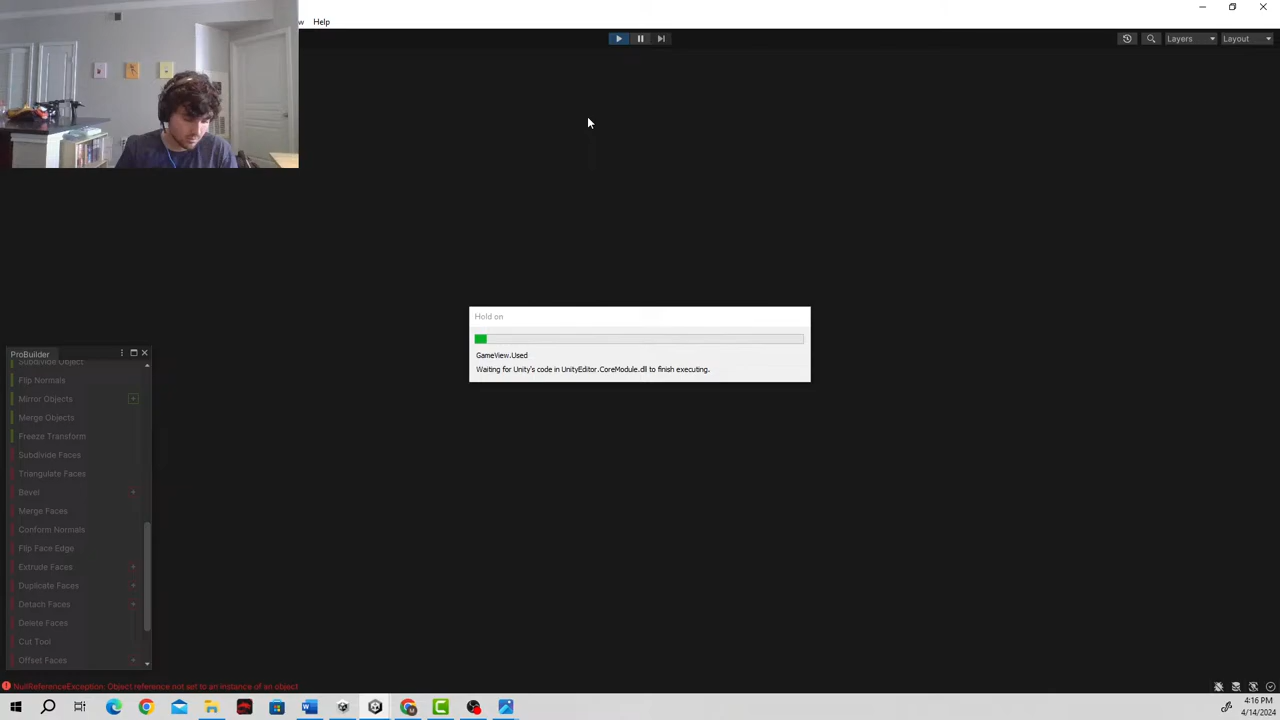 Help
Layers
Layout
Hold on
GameView.Used
Waiting for Unity's code in UnityEditor.CoreModule.dll to finish executing.
ProBuilder
Subdivide Object
Flip Normals
Mirror Objects
Merge Objects
Freeze Transform
Subdivide Faces
Triangulate Faces
Bevel
Merge Faces
Conform Normals
Flip Face Edge
Extrude Faces
Duplicate Faces
Detach Faces
Delete Faces
Cut Tool
Offset Faces
NullReferenceException: Object reference not set to an instance of an object
4:16 PM
4/14/2024